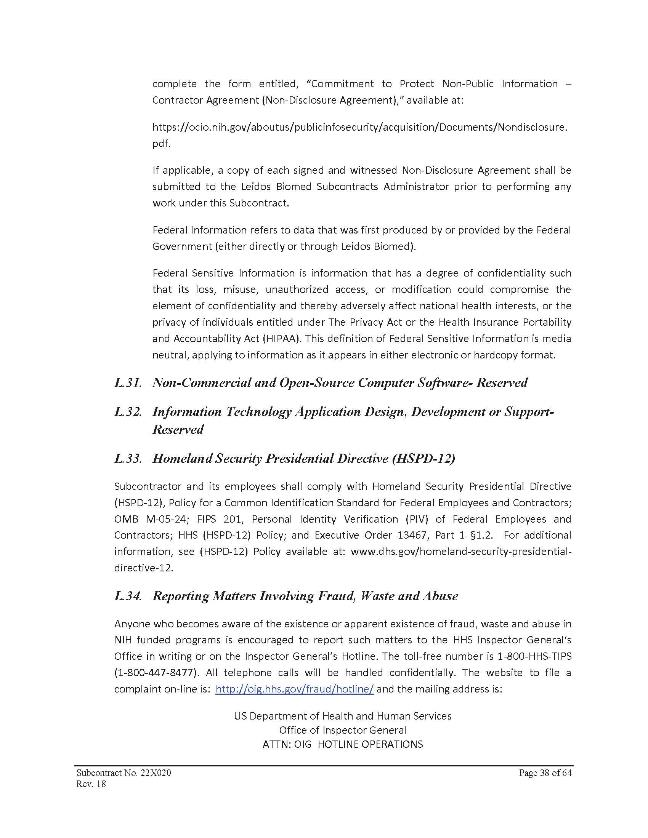 complete the form entitled, "Commitment to Protect Non-Public Information –
Contractor Agreement (Non-Disclosure Agreement)," available at:
https://ocio.nih.gov/aboutus/publicinfosecurity/acquisition/Documents/Nondisclosure.
pdf.
If applicable, a copy of each signed and witnessed Non-Disclosure Agreement shall be
submitted to the Leidos Biomed Subcontracts Administrator prior to performing any
work under this Subcontract.
Federal Information refers to data that was first produced by or provided by the Federal
Government (either directly or through Leidos Biomed).
Federal Sensitive Information is information that has a degree of confidentiality such
that its loss, misuse, unauthorized access, or modification could compromise the
element of confidentiality and thereby adversely affect national health interests, or the
privacy of individuals entitled under The Privacy Act or the Health Insurance Portability
and Accountability Act (HIPAA). This definition of Federal Sensitive Information is media
neutral, applying to information as it appears in either electronic or hardcopy format.
L.31. Non-Commercial and Open-Source Computer Software- Reserved
L.32. Information Technology Application Design, Development or Support-
Reserved
L.33. Homeland Security Presidential Directive (HSPD-12)
Subcontractor and its employees shall comply with Homeland Security Presidential Directive
(HSPD-12), Policy for a Common Identification Standard for Federal Employees and Contractors;
OMB M-05-24; FIPS 201, Personal Identity Verification (PIV) of Federal Employees and
Contractors; HHS (HSPD-12) Policy; and Executive Order 13467, Part 1 §1.2. For additional
information, see (HSPD-12) Policy available at: www.dhs.gov/homeland-security-presidential-
directive-12.
L.34. Reporting Matters Involving Fraud, Waste and Abuse
Anyone who becomes aware of the existence or apparent existence of fraud, waste and abuse in
NIH funded programs is encouraged to report such matters to the HHS Inspector General's
Office in writing or on the Inspector General's Hotline. The toll-free number is 1-800-HHS-TIPS
(1-800-447-8477). All telephone calls will be handled confidentially. The website to file a
complaint on-line is: http://oig.hhs.gov/fraud/hotline/ and the mailing address is:
US Department of Health and Human Services
Office of Inspector General
ATTN: OIG HOTLINE OPERATIONS
Subcontract No. 22X020 Page 38 of 64
Rev. 18